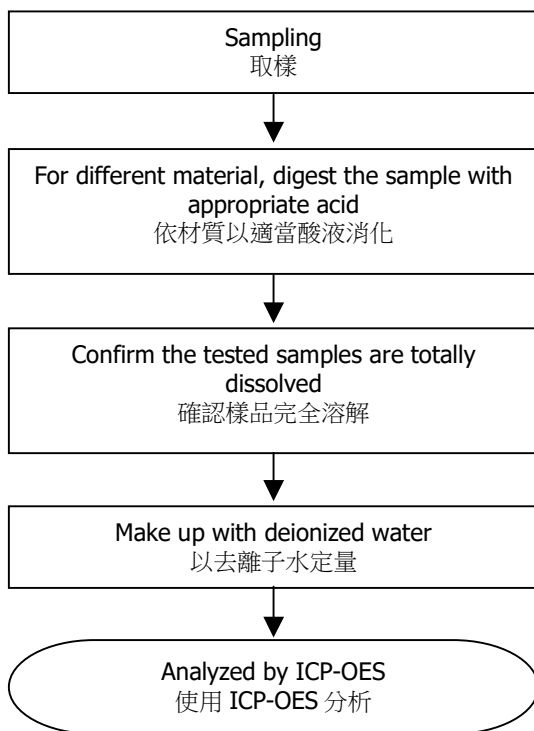 Sampling
取樣
For different material, digest the sample with
appropriate acid
依材質以適當酸液消化
Confirm the tested samples are totally
dissolved
確認樣品完全溶解
Make up with deionized water
以去離子水定量
Analyzed by ICP-OES
使用 ICP-OES 分析